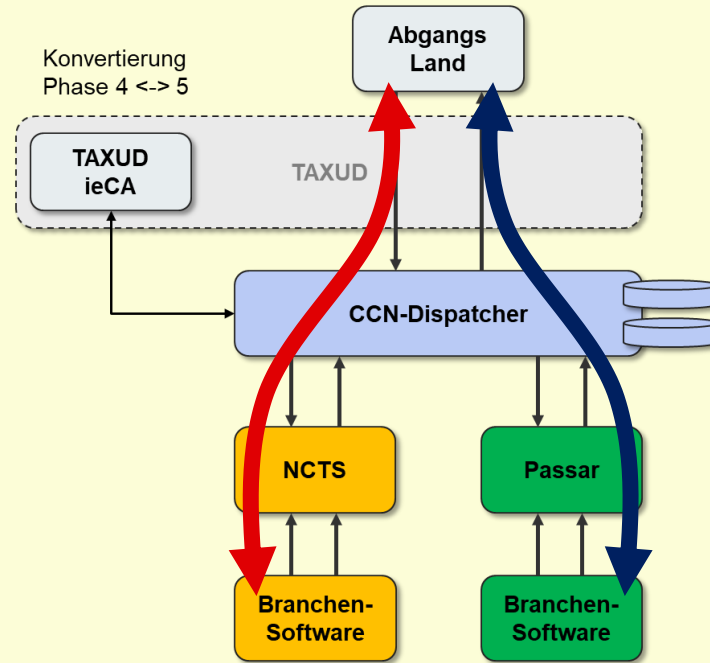 Abgangs
Land
Konvertierung
Phase 4 <-> 5
TAXUD
ieCA
TAXUD
CCN-Dispatcher
NCTS
Passar
Branchen-
Software
Branchen-
Software